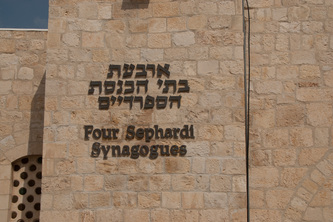 ארבעת
בתי הכנסת
הספרדיים
Four Sephardi
Synagogues